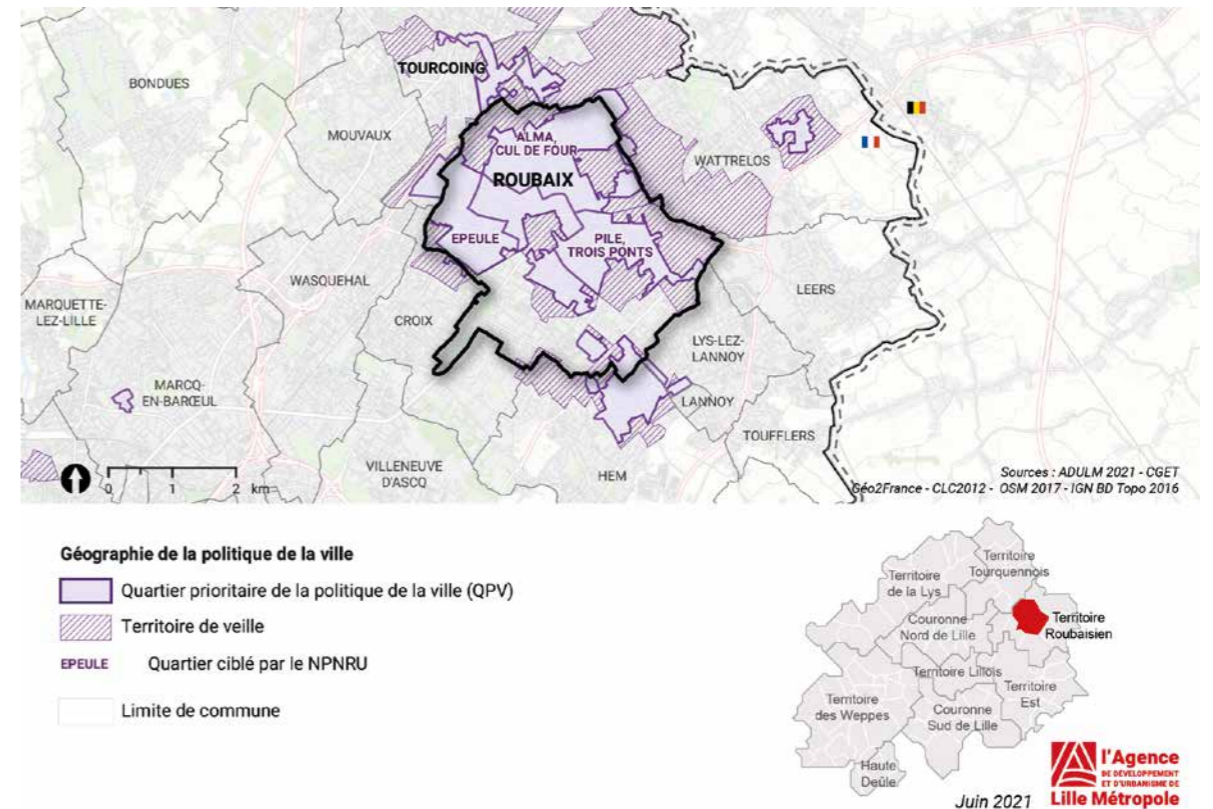 BONDUES
TOURCOING
MOUVAUX
ALMA,
CUL DE FOUR
WATTRELOS
ROUBAIX
EPEULE
PILE,
TROIS PONTS
WASQUEHAL
LEERS
MARQUETTE-
LEZ-LILLE
CROIX
LYS-LEZ-
LANNOY
MARCQ-
EN-BARŒUL
LANNOY
TOUFFLERS
VILLENEUVE
D'ASCQ
HEM
0 1 2 km
Sources : ADULM 2021 - CGET
Géo2France - CLC2012 - OSM 2017 - IGN BD Topo 2016
Géographie de la politique de la ville
Quartier prioritaire de la politique de la ville (QPV)
Territoire de veille
EPEULE Quartier ciblé par le NPNRU
Limite de commune
Territoire
Tourquennois
Territoire
de la Lys
Couronne
Nord de Lille
Territoire
Roubaisien
Territoire Lillois
Territoire
Est
Territoire
des Weppes
Couronne
Sud de Lille
Haute
Deûle
Juin 2021
l'Agence
DE DÉVELOPPEMENT
ET D'URBANISME DE
Lille Métropole